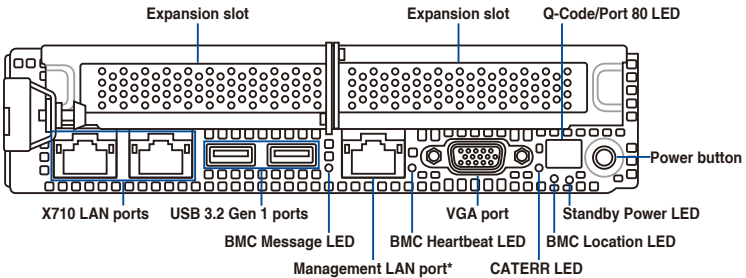 Expansion slot
Expansion slot
Q-Code/Port 80 LED
Power button
X710 LAN ports
USB 3.2 Gen 1 ports
VGA port
Standby Power LED
BMC Message LED
BMC Heartbeat LED
BMC Location LED
Management LAN port*
CATERR LED